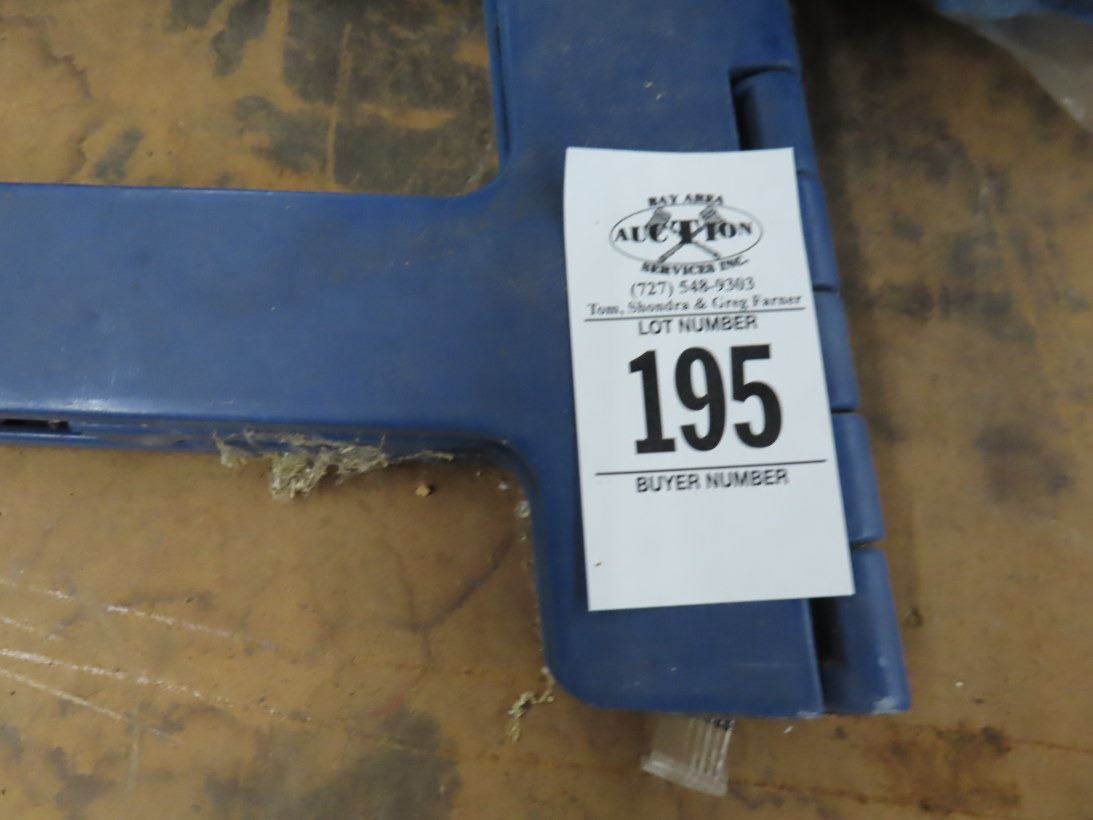 BAY AREA
AUCTION
SERVICES INC.
(727) 548-9303
Tom, Shondra & Greg Farner
LOT NUMBER
195
BUYER NUMBER